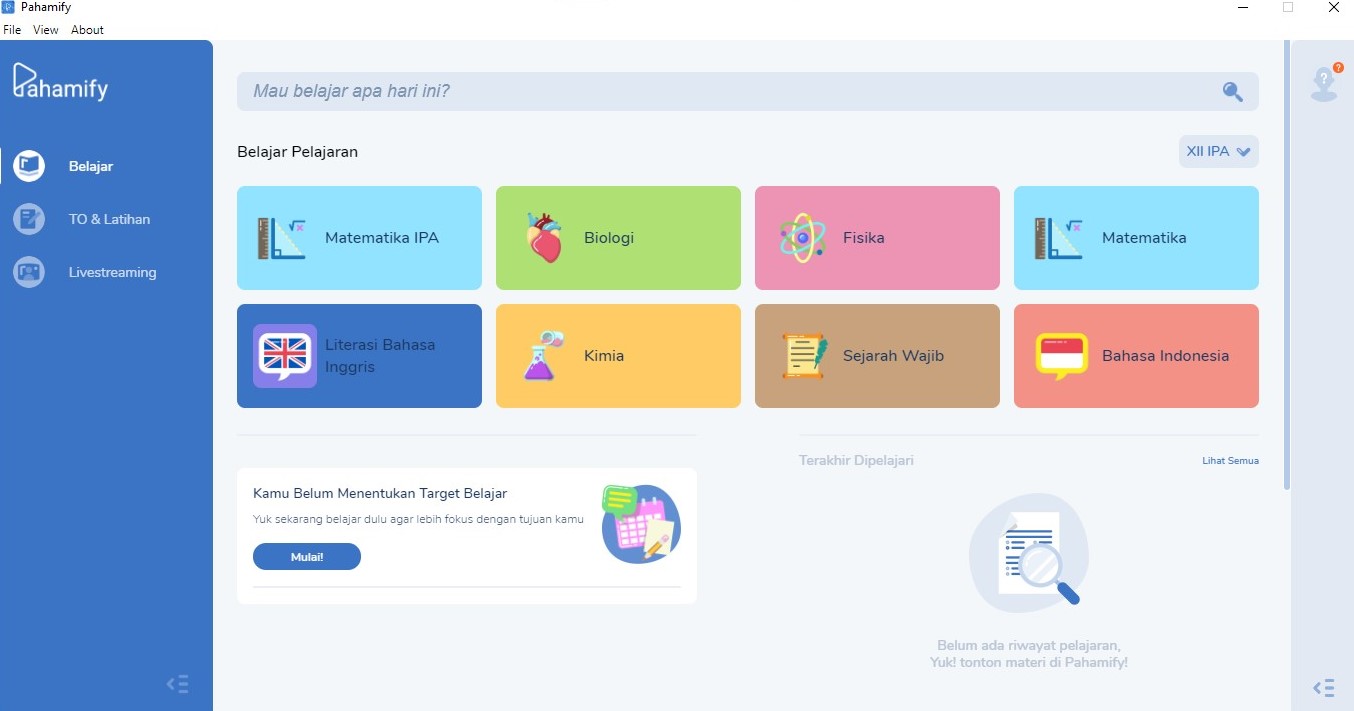 Pahamify
File View About
Pahamify
Mau belajar apa hari ini?
?
?
Belajar Pelajaran
XII IPA
Belajar
TO & Latihan
Livestreaming
Matematika IPA
Biologi
Fisika
Matematika
Literasi Bahasa
Inggris
Kimia
Sejarah Wajib
Bahasa Indonesia
Kamu Belum Menentukan Target Belajar
Yuk sekarang belajar dulu agar lebih fokus dengan tujuan kamu
Mulai!
Terakhir Dipelajari
Lihat Semua
Belum ada riwayat pelajaran,
Yuk! tonton materi di Pahamify!